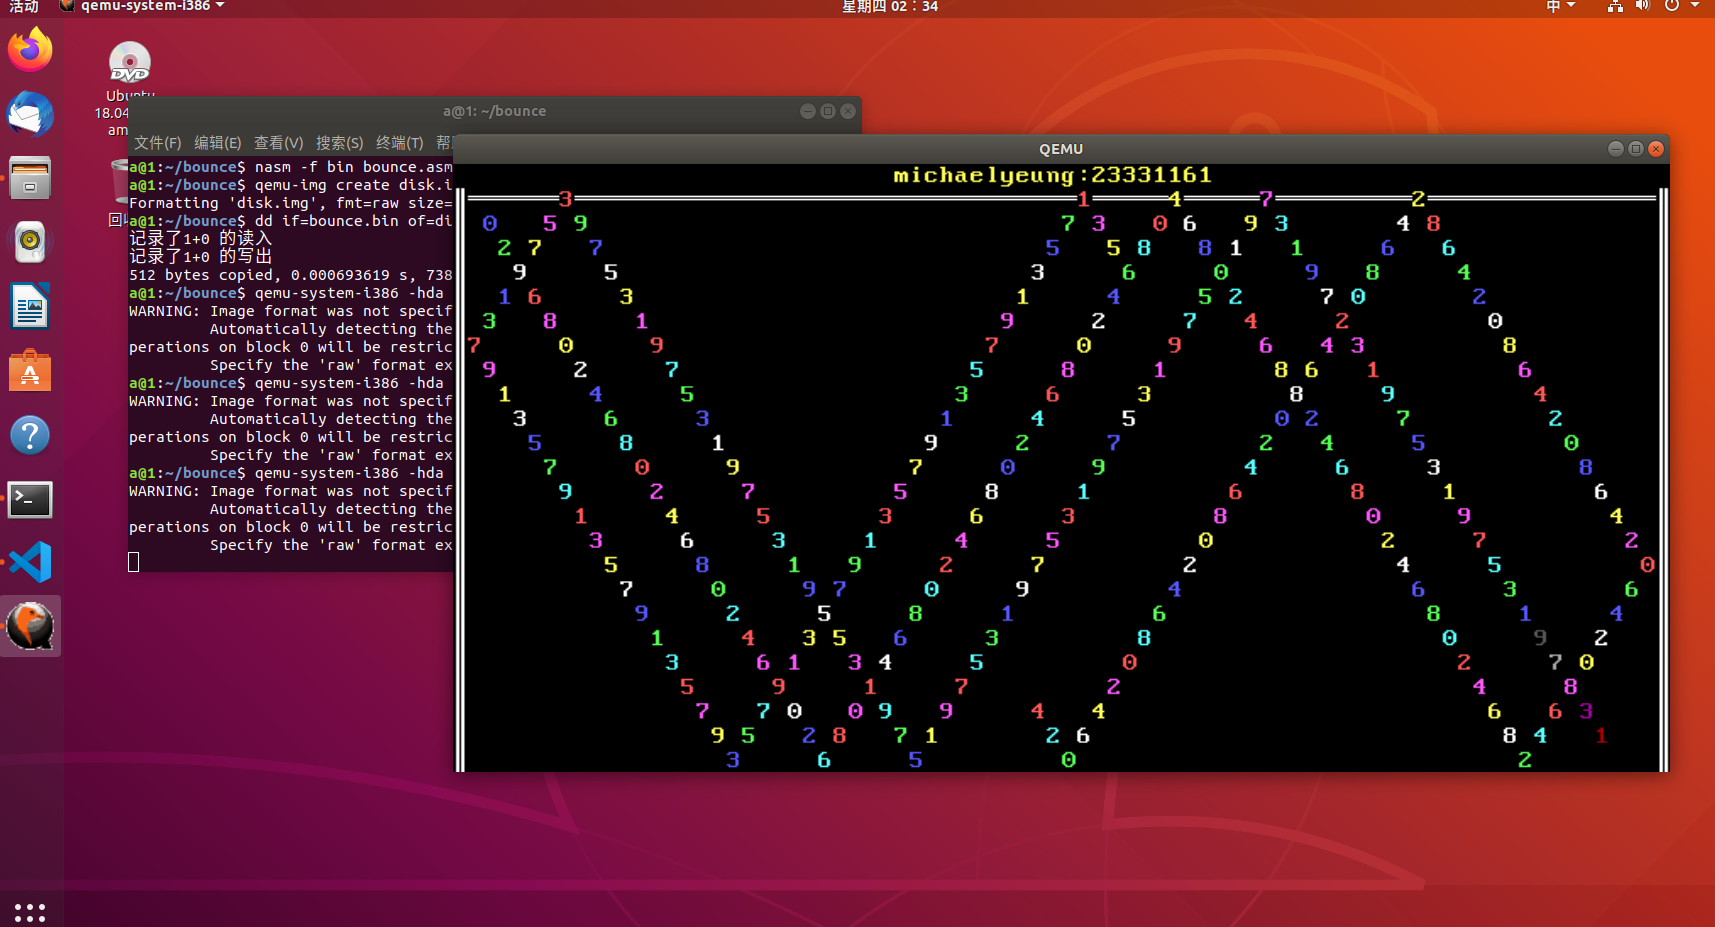 活动 qemu-system-i386 星期四 02：34 中
Ubuntu
18.04
am
回
a@1: ~/bounce
文件(F) 编辑(E) 查看(V) 搜索(S) 终端(T) 帮
a@1:~/bounce$ nasm -f bin bounce.asm
a@1:~/bounce$ qemu-img create disk.i
Formatting 'disk.img', fmt=raw size=
a@1:~/bounce$ dd if=bounce.bin of=di
记录了1+0 的读入
记录了1+0 的写出
512 bytes copied, 0.000693619 s, 738
a@1:~/bounce$ qemu-system-i386 -hda
WARNING: Image format was not specif
Automatically detecting the
perations on block 0 will be restric
Specify the 'raw' format ex
a@1:~/bounce$ qemu-system-i386 -hda
WARNING: Image format was not specif
Automatically detecting the
perations on block 0 will be restric
Specify the 'raw' format ex
a@1:~/bounce$ qemu-system-i386 -hda
WARNING: Image format was not specif
Automatically detecting the
perations on block 0 will be restric
Specify the 'raw' format ex
QEMU
michaelyeung:23331161
3 1 4 7 2
0 5 9 7 3 0 6 9 3 4 8
2 7 7 5 5 8 8 1 1 6 6
9 5 3 6 0 9 8 4
1 6 3 1 4 5 2 7 0 2
3 8 1 9 2 7 4 2 0
7 0 9 7 0 9 6 4 3 8
9 2 7 5 8 1 8 6 1 6
1 4 5 3 6 3 8 9 4
3 6 3 1 4 5 0 2 7 2
5 8 1 9 2 7 2 4 5 0
7 0 9 7 0 9 4 6 3 8
9 2 7 5 8 1 6 8 1 6
1 4 5 3 6 3 8 0 9 4
3 6 3 1 4 5 0 2 7 2
5 8 1 9 2 7 2 4 5 0
7 0 9 7 0 9 4 6 3 6
9 2 5 8 1 6 8 1 4
1 4 3 5 6 3 8 0 9 2
3 6 1 3 4 5 0 2 7 0
5 9 1 7 2 4 8
7 7 0 0 9 9 4 4 6 6 3
9 5 2 8 7 1 2 6 8 4 1
3 6 5 0 2